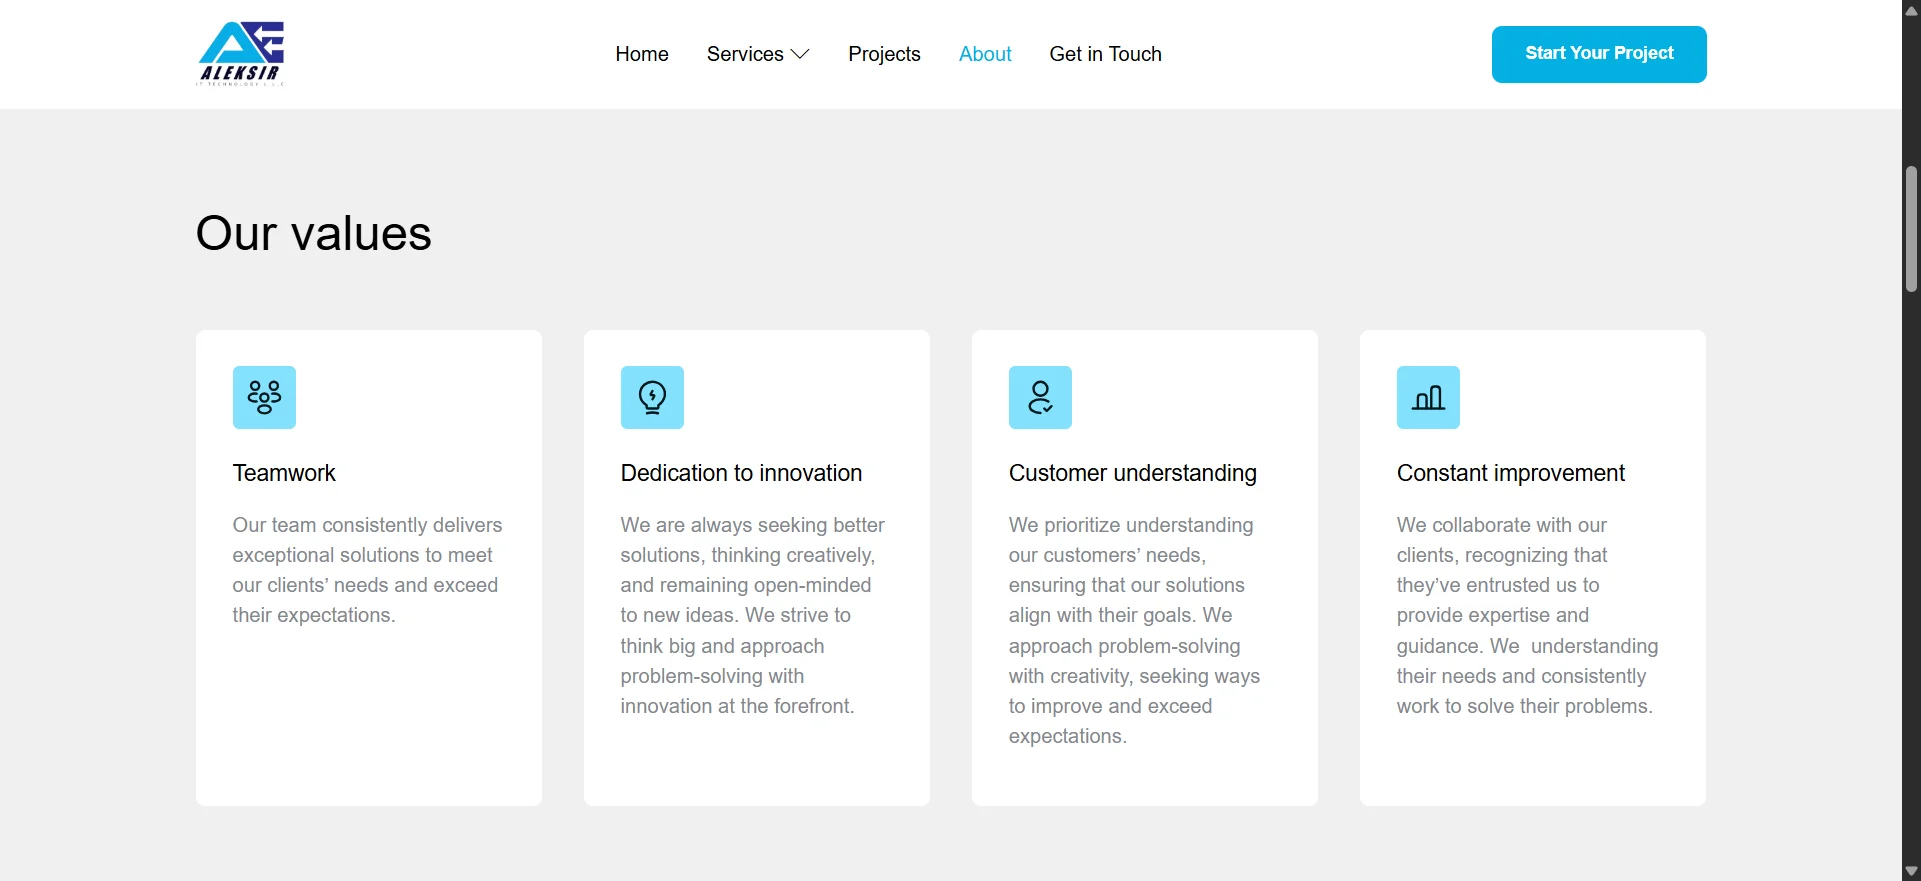 ALEKSIR
IT TECHNOLOGY L.L.C
Home
Services
Projects
About
Get in Touch
Start Your Project
Our values
Teamwork
Our team consistently delivers
exceptional solutions to meet
our clients’ needs and exceed
their expectations.
Dedication to innovation
We are always seeking better
solutions, thinking creatively,
and remaining open-minded
to new ideas. We strive to
think big and approach
problem-solving with
innovation at the forefront.
Customer understanding
We prioritize understanding
our customers’ needs,
ensuring that our solutions
align with their goals. We
approach problem-solving
with creativity, seeking ways
to improve and exceed
expectations.
Constant improvement
We collaborate with our
clients, recognizing that
they’ve entrusted us to
provide expertise and
guidance. We  understanding
their needs and consistently
work to solve their problems.